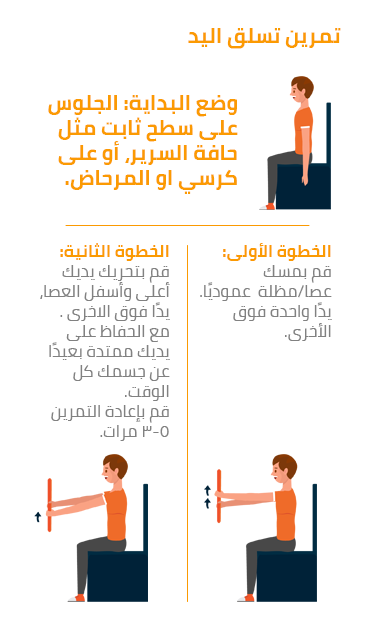 تمرين تسلق اليد
وضع البداية: الجلوس
على سطح ثابت مثل
حافة السرير، أو على
كرسي او المرحاض.
الخطوة الأولى:
قم بمسك
عصا/مظلة عموديًا.
يدًا واحدة فوق
الأخرى.
الخطوة الثانية:
قم بتحريك يديك
أعلى وأسفل العصا،
يدًا فوق الاخرى .
مع الحفاظ على
يديك ممتدة بعيدًا
عن جسمك كل
الوقت.
قم بإعادة التمرين
٥-٣ مرات.